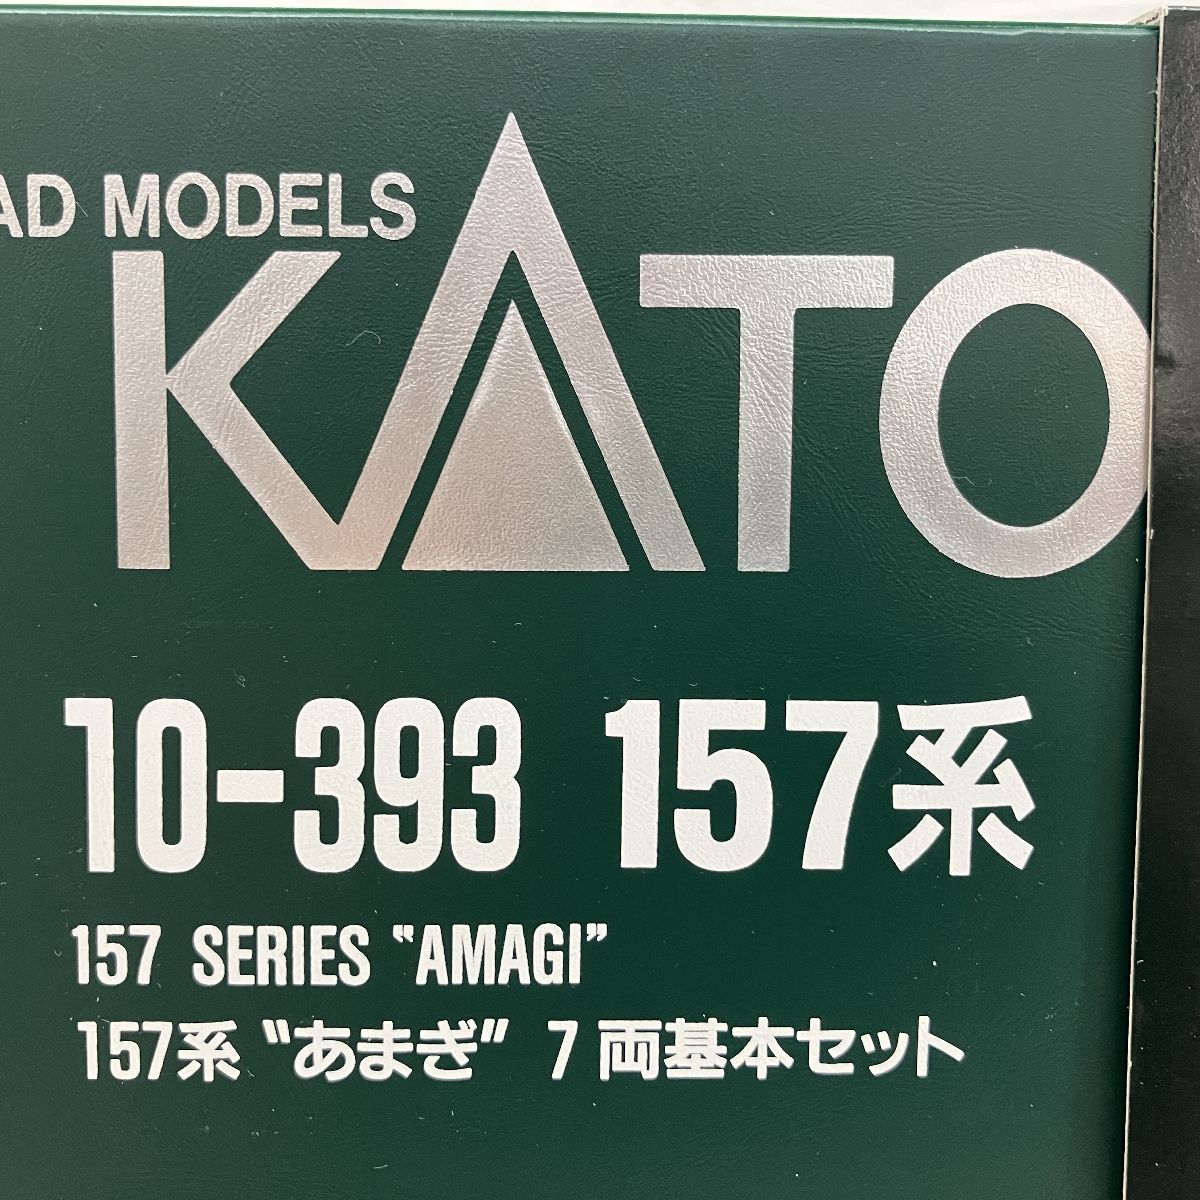 AD MODELS
KATO
10-393 157系
157 SERIES “AMAGI”
157系 "あまぎ" 7両基本セット